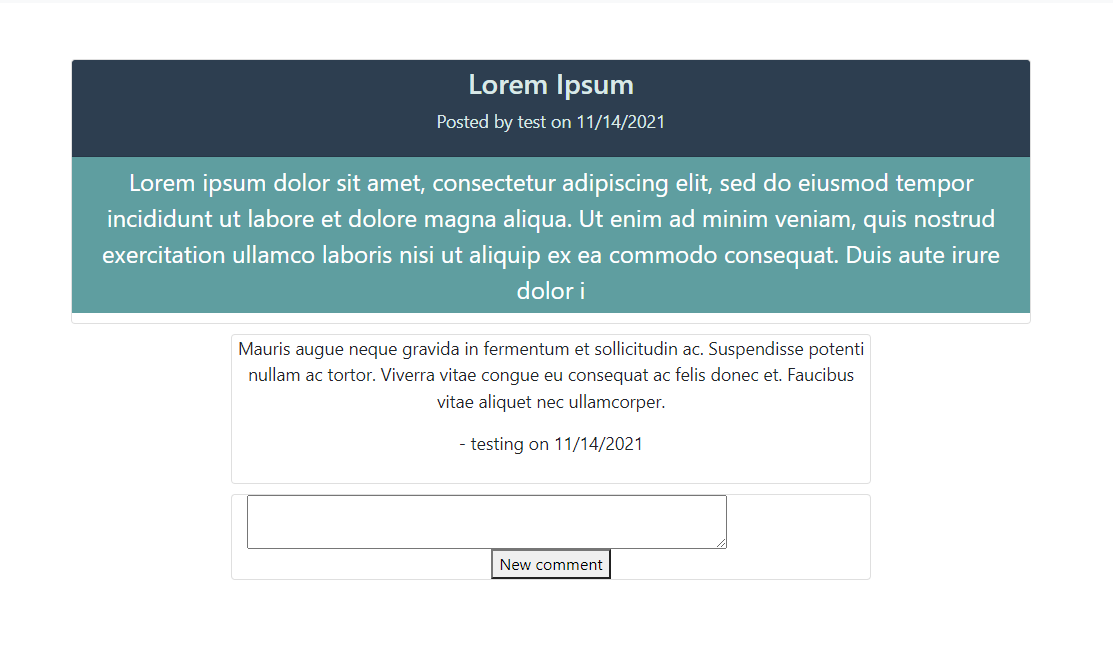 Lorem Ipsum
Posted by test on 11/14/2021
Lorem ipsum dolor sit amet, consectetur adipiscing elit, sed do eiusmod tempor
incididunt ut labore et dolore magna aliqua. Ut enim ad minim veniam, quis nostrud
exercitation ullamco laboris nisi ut aliquip ex ea commodo consequat. Duis aute irure
dolor i
Mauris augue neque gravida in fermentum et sollicitudin ac. Suspendisse potenti
nullam ac tortor. Viverra vitae congue eu consequat ac felis donec et. Faucibus
vitae aliquet nec ullamcorper.
- testing on 11/14/2021
New comment